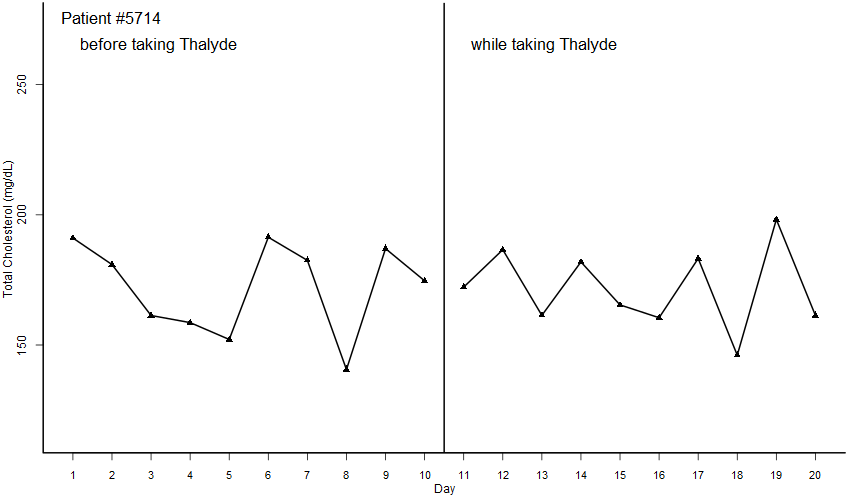 Patient #5714
before taking Thalyde
while taking Thalyde
Total Cholesterol (mg/dL)
250
200
150
1 2 3 4 5 6 7 8 9 10 11 12 13 14 15 16 17 18 19 20
Day